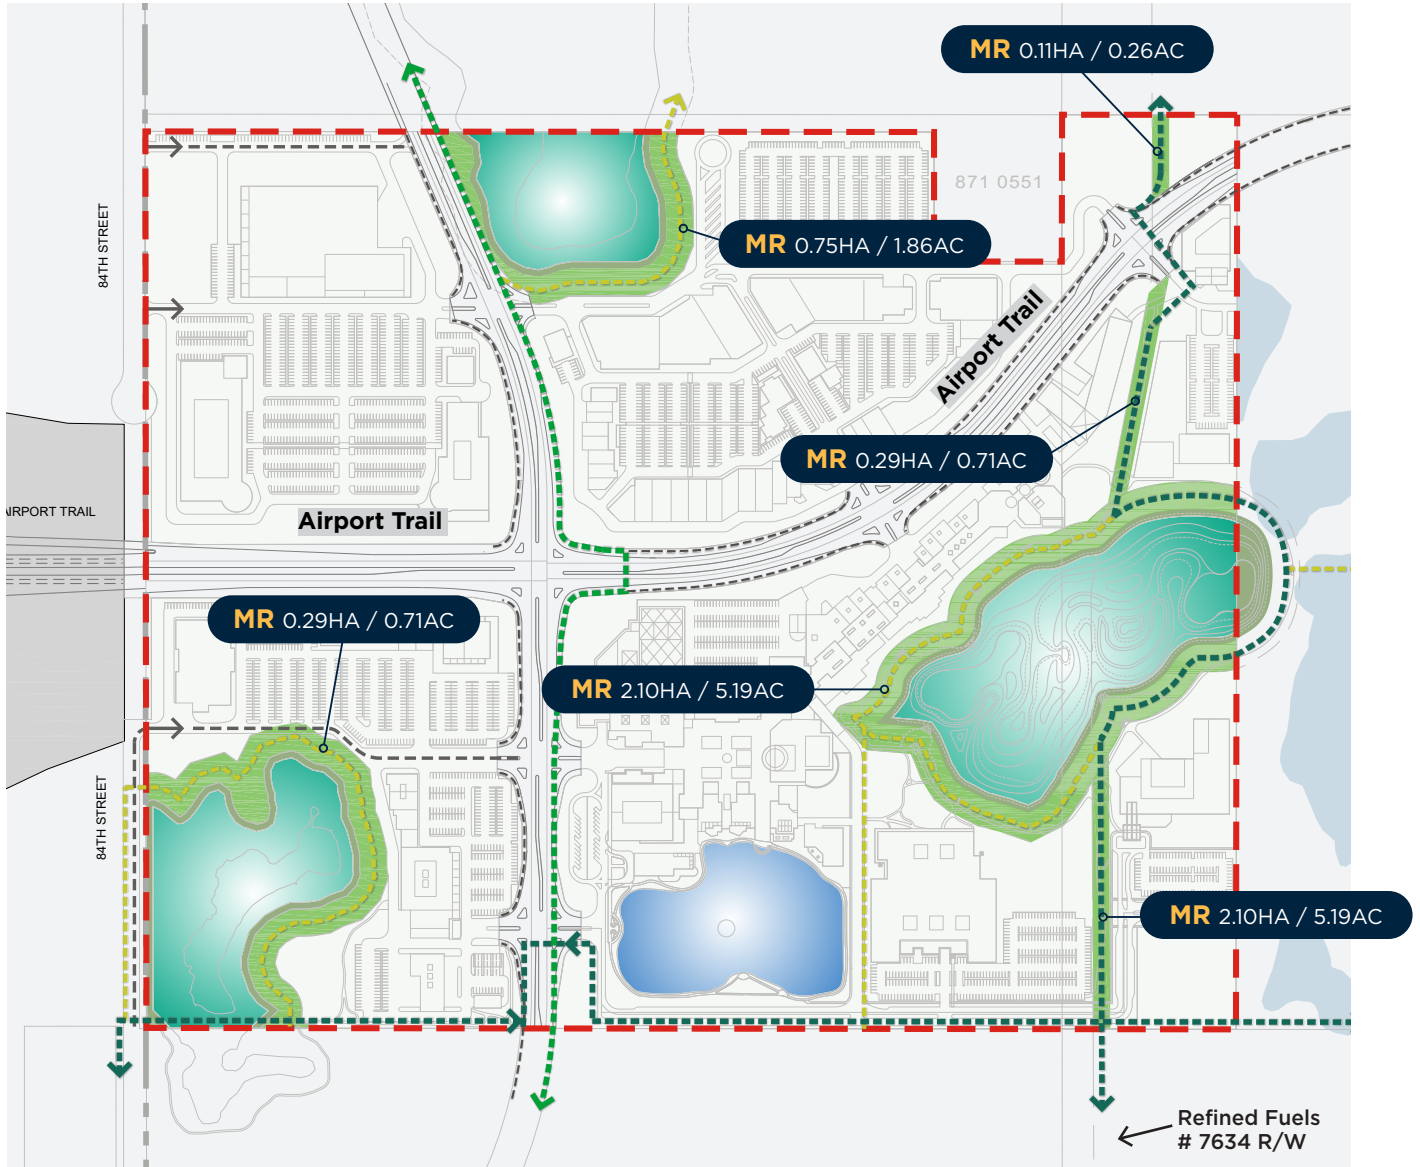 MR 0.11HA / 0.26AC
871 0551
84TH STREET
MR 0.75HA / 1.86AC
Airport Trail
MR 0.29HA / 0.71AC
AIRPORT TRAIL
Airport Trail
MR 0.29HA / 0.71AC
MR 2.10HA / 5.19AC
84TH STREET
MR 2.10HA / 5.19AC
Refined Fuels
# 7634 R/W